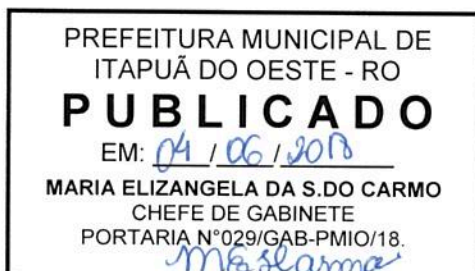 PREFEITURA MUNICIPAL DE
ITAPUÃ DO OESTE - RO
PUBLICADO
EM: 04 / 06 / 2018
MARIA ELIZANGELA DA S.DO CARMO
CHEFE DE GABINETE
PORTARIA N°029/GAB-PMIO/18.